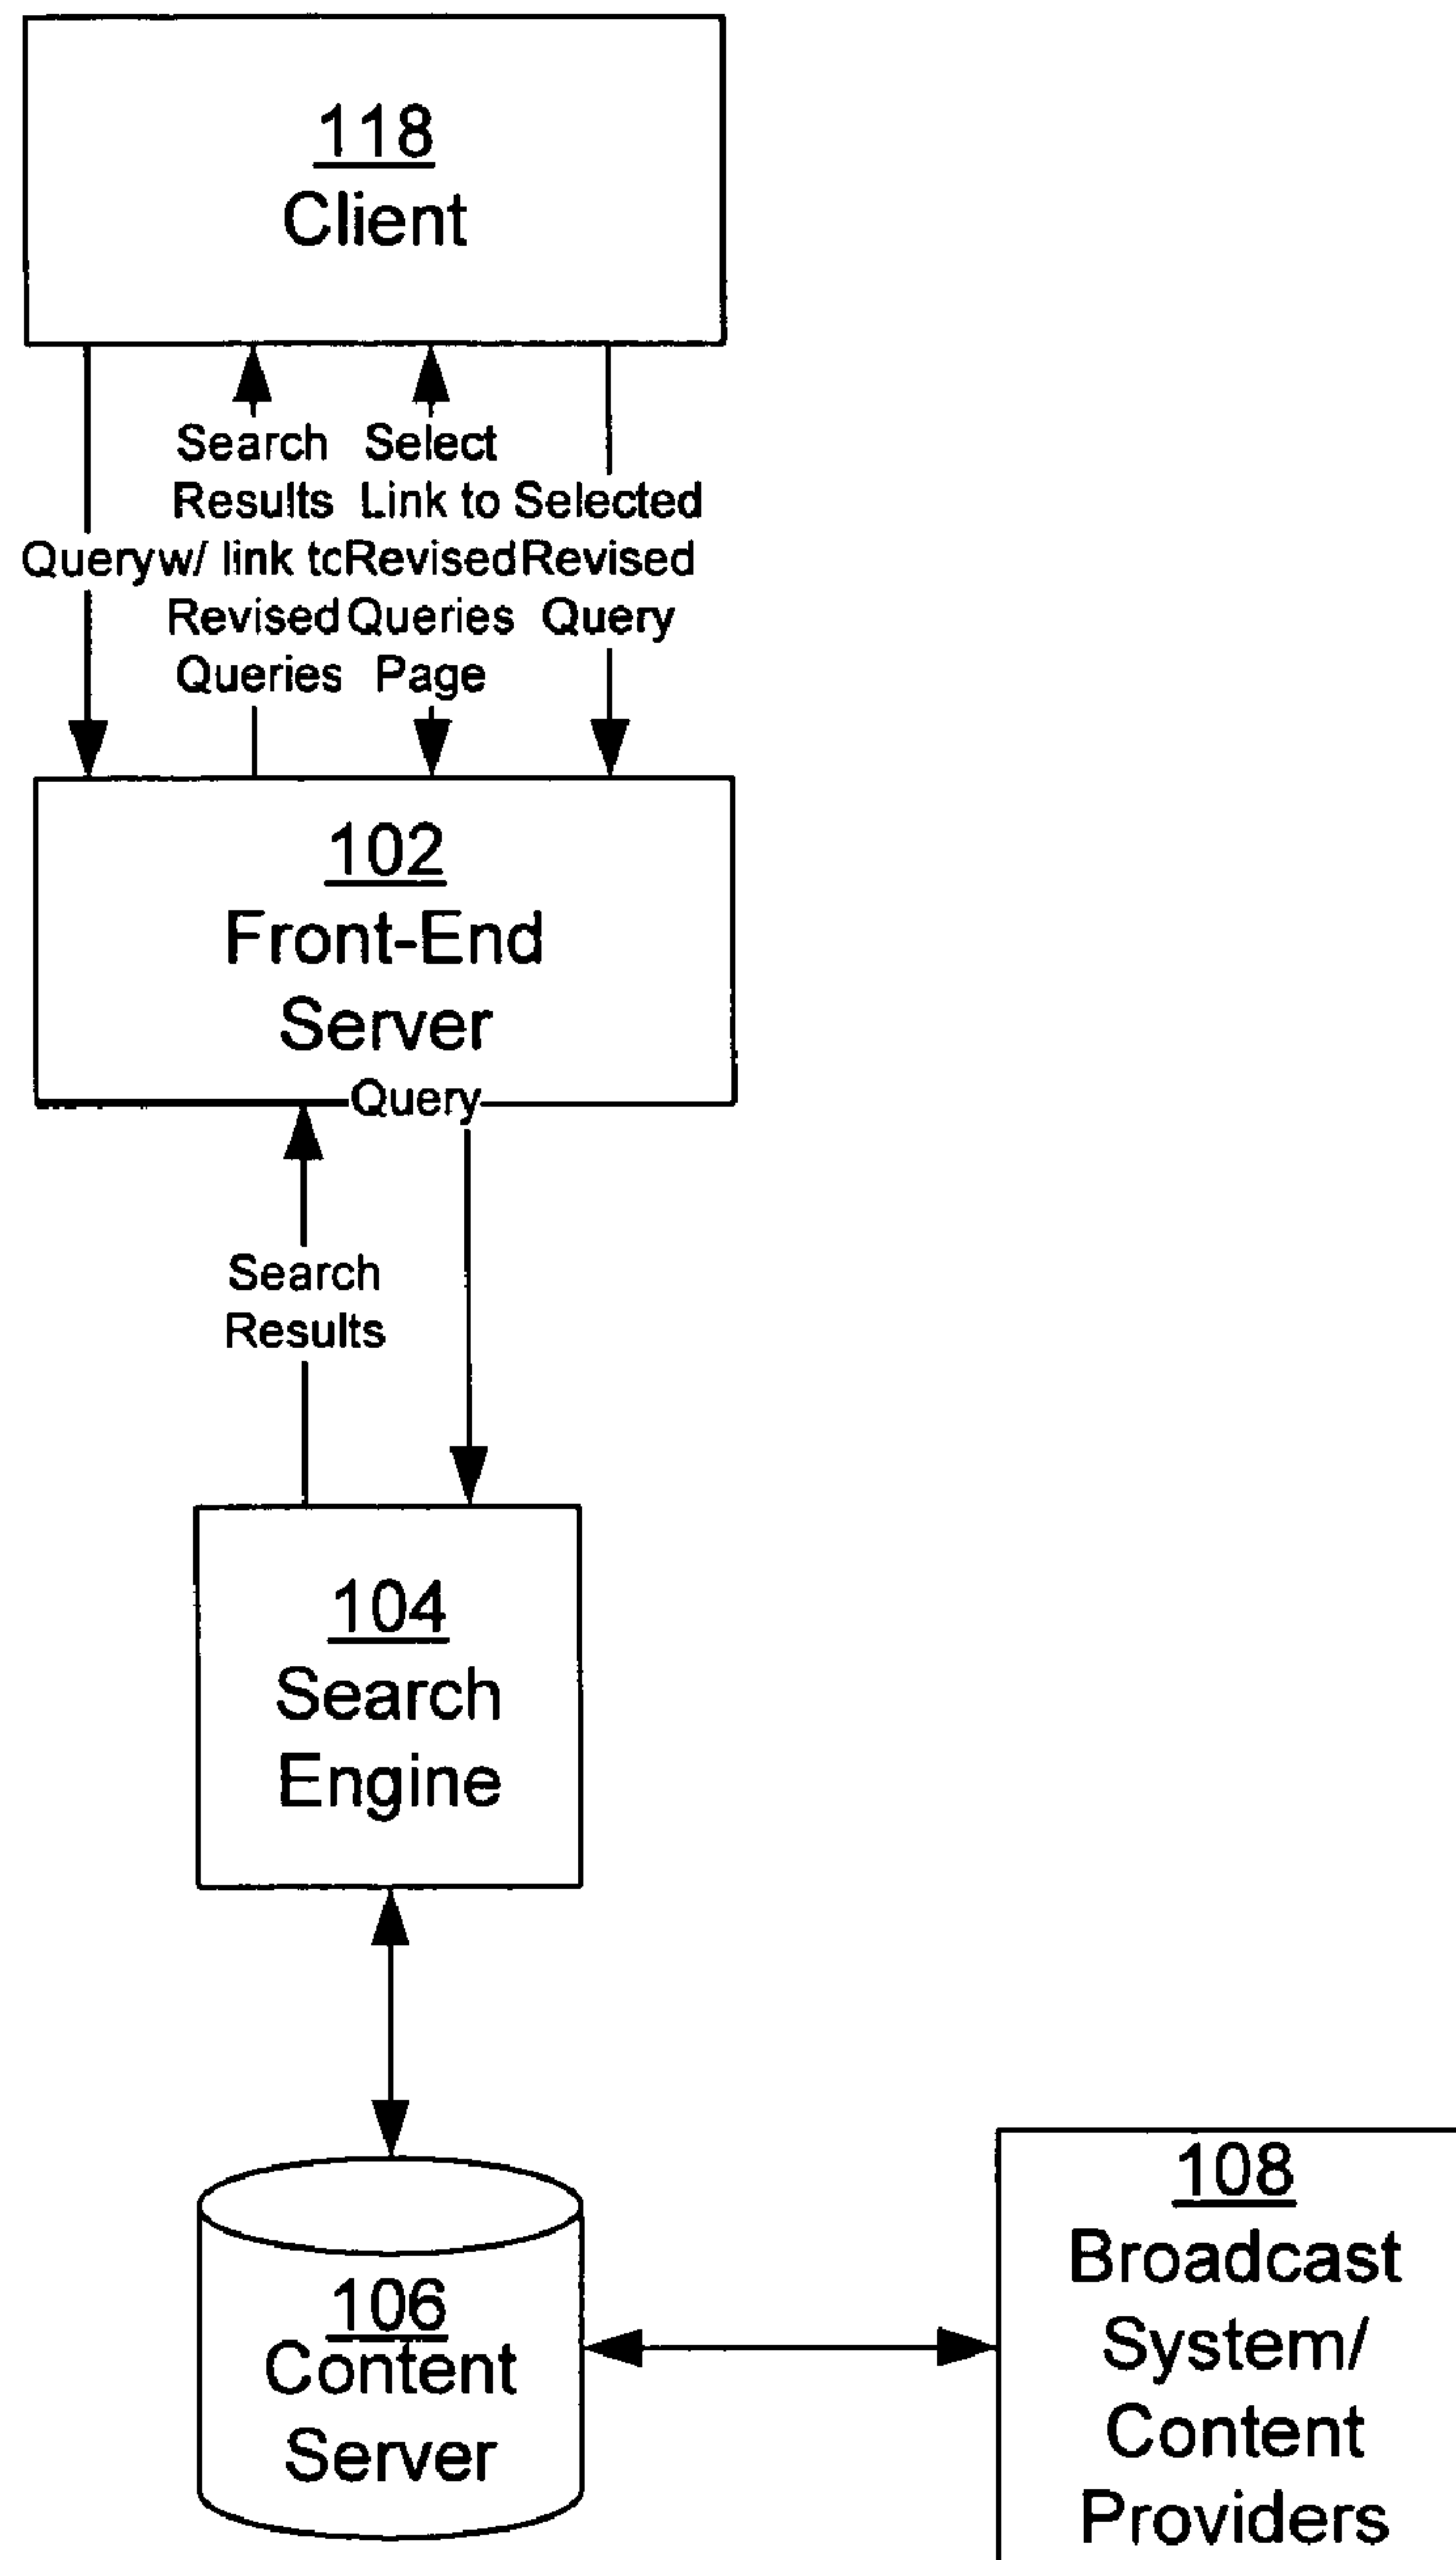 118
Client
Search
Results
w/ link to
Revised
Queries
Select
Link to
Revised
Queries
Page
Selected
Revised
Query
Query
102
Front-End
Server
Query
Search
Results
104
Search
Engine
106
Content
Server
108
Broadcast
System/
Content
Providers